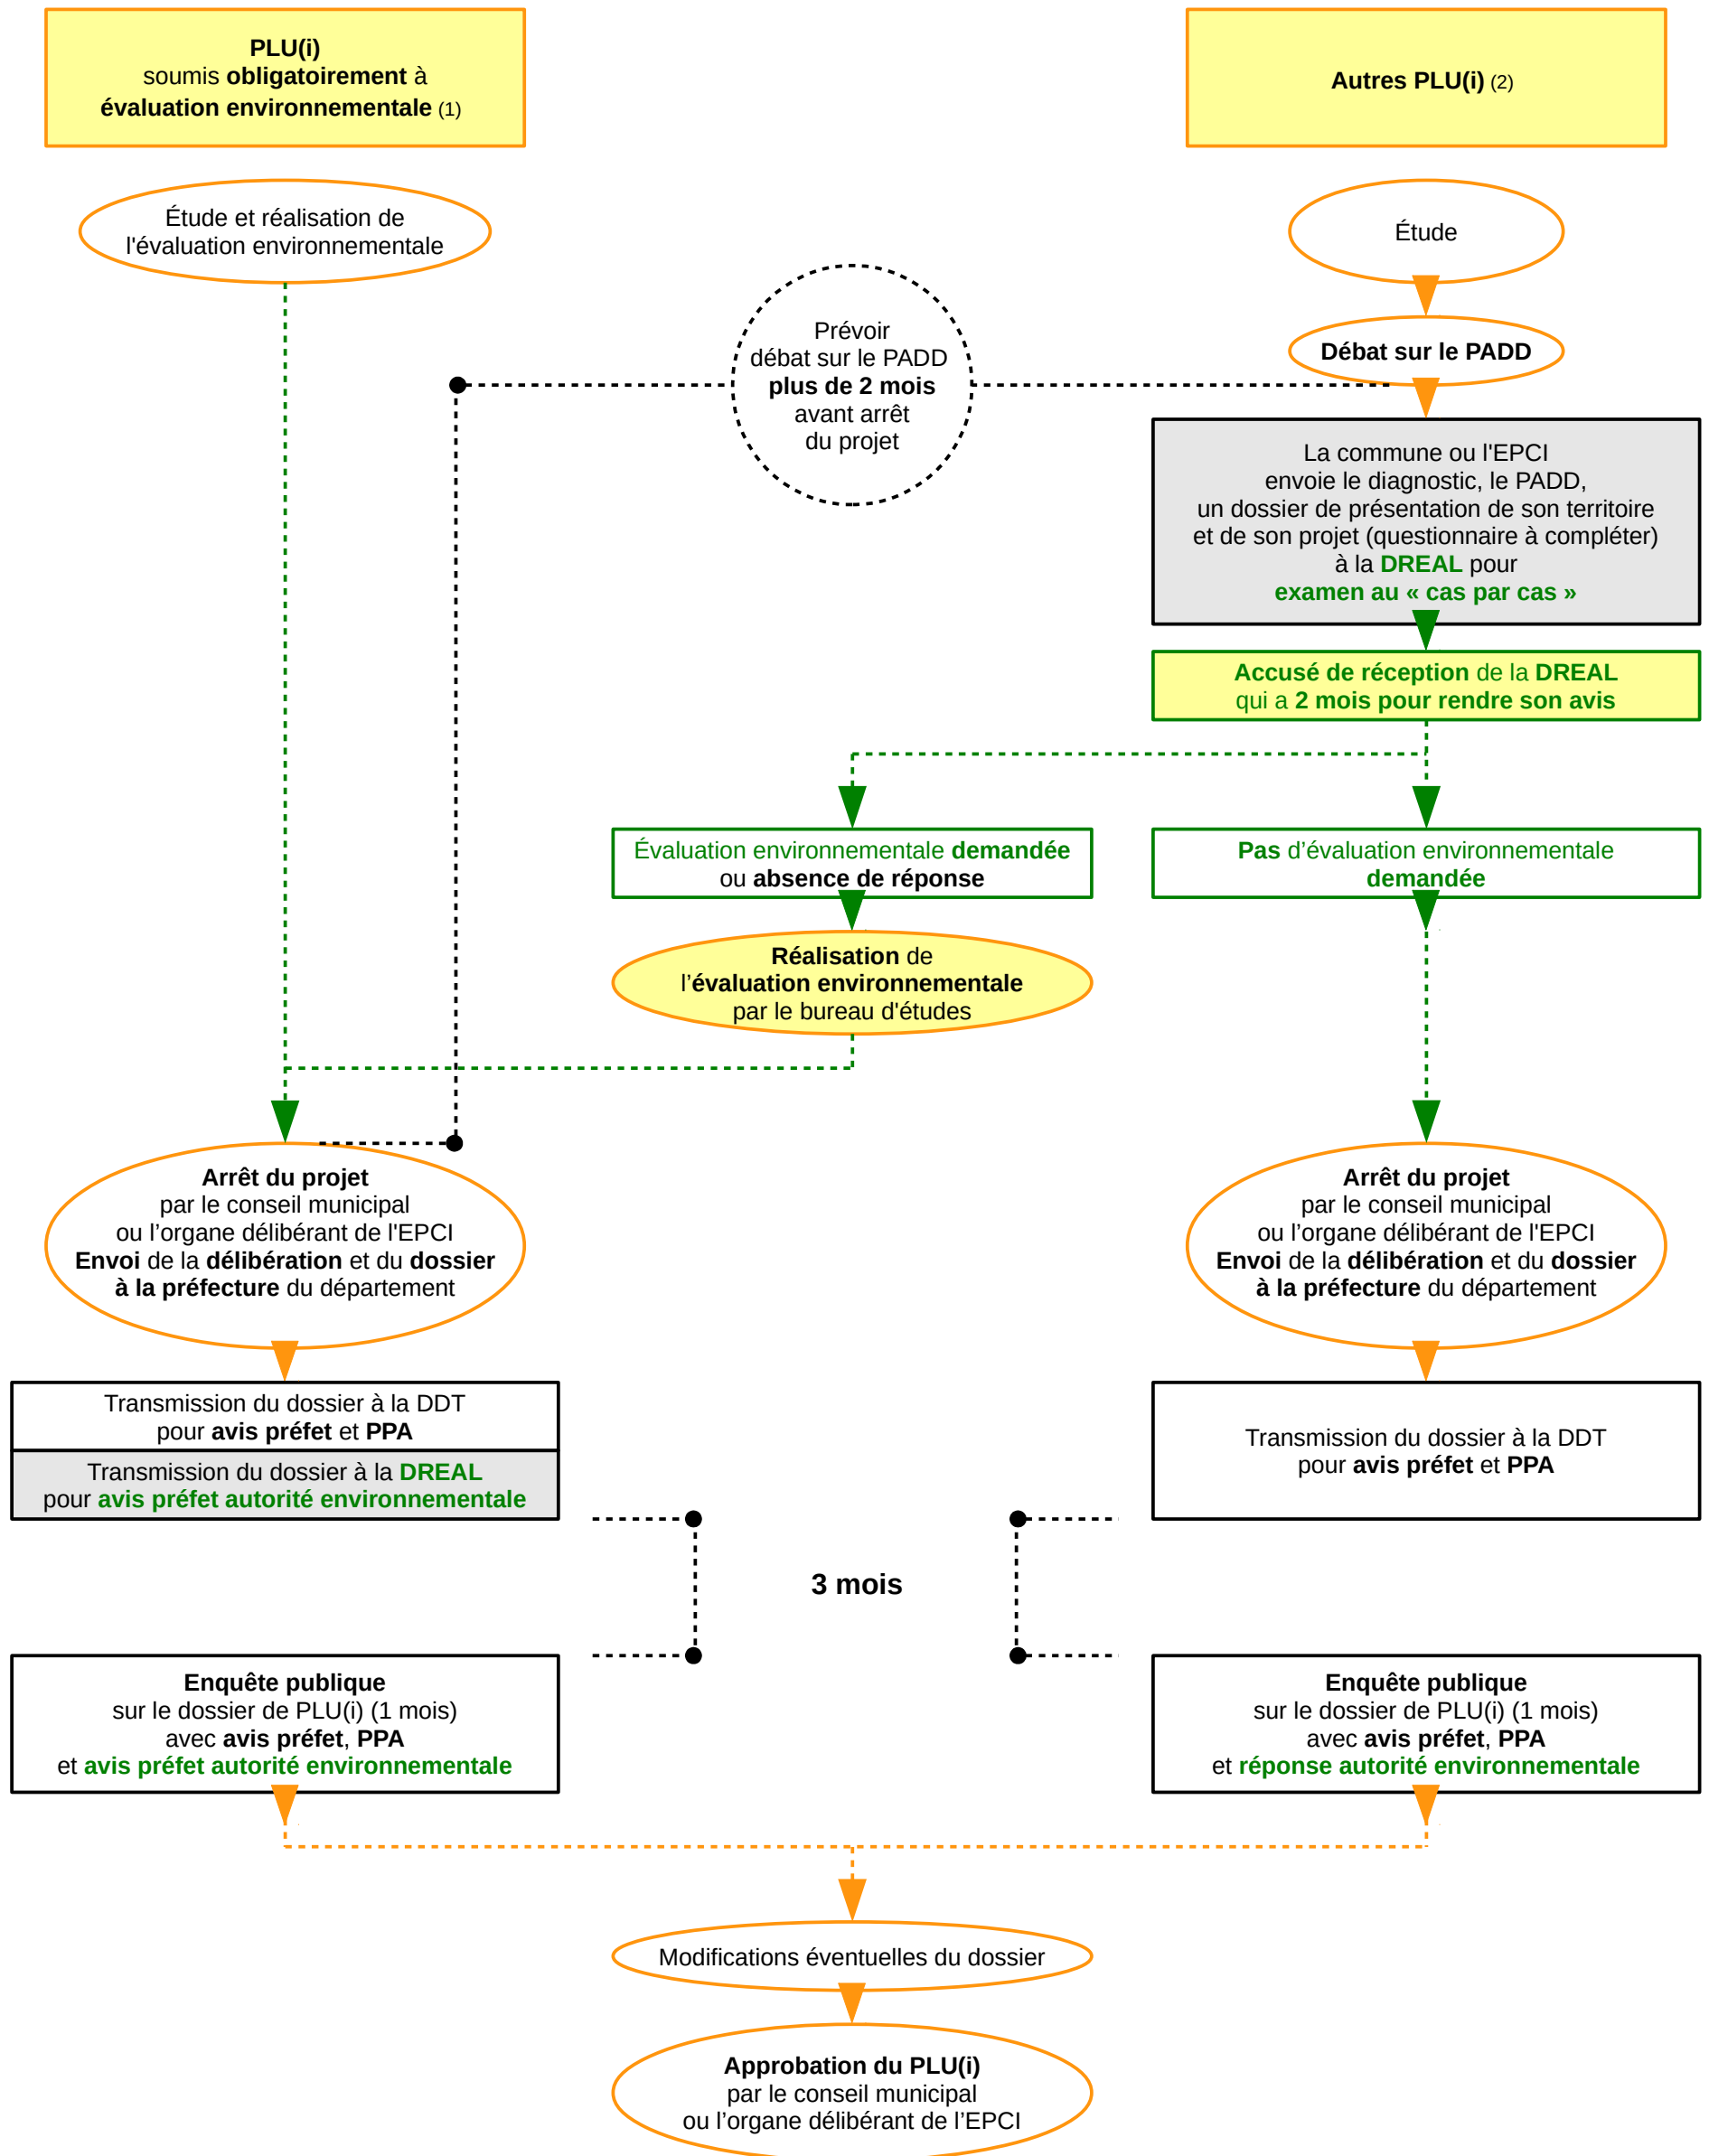 PLU(i)
soumis obligatoirement à
évaluation environnementale (1)
Autres PLU(i) (2)
Étude et réalisation de
l'évaluation environnementale
Étude
Prévoir
débat sur le PADD
plus de 2 mois
avant arrêt
du projet
Débat sur le PADD
La commune ou l'EPCI
envoie le diagnostic, le PADD,
un dossier de présentation de son territoire
et de son projet (questionnaire à compléter)
à la DREAL pour
examen au « cas par cas »
Accusé de réception de la DREAL
qui a 2 mois pour rendre son avis
Évaluation environnementale demandée
ou absence de réponse
Pas d’évaluation environnementale
demandée
Réalisation de
l’évaluation environnementale
par le bureau d'études
Arrêt du projet
par le conseil municipal
ou l’organe délibérant de l'EPCI
Envoi de la délibération et du dossier
à la préfecture du département
Arrêt du projet
par le conseil municipal
ou l’organe délibérant de l'EPCI
Envoi de la délibération et du dossier
à la préfecture du département
Transmission du dossier à la DDT
pour avis préfet et PPA
Transmission du dossier à la DREAL
pour avis préfet autorité environnementale
Transmission du dossier à la DDT
pour avis préfet et PPA
3 mois
Enquête publique
sur le dossier de PLU(i) (1 mois)
avec avis préfet, PPA
et avis préfet autorité environnementale
Enquête publique
sur le dossier de PLU(i) (1 mois)
avec avis préfet, PPA
et réponse autorité environnementale
Modifications éventuelles du dossier
Approbation du PLU(i)
par le conseil municipal
ou l’organe délibérant de l’EPCI